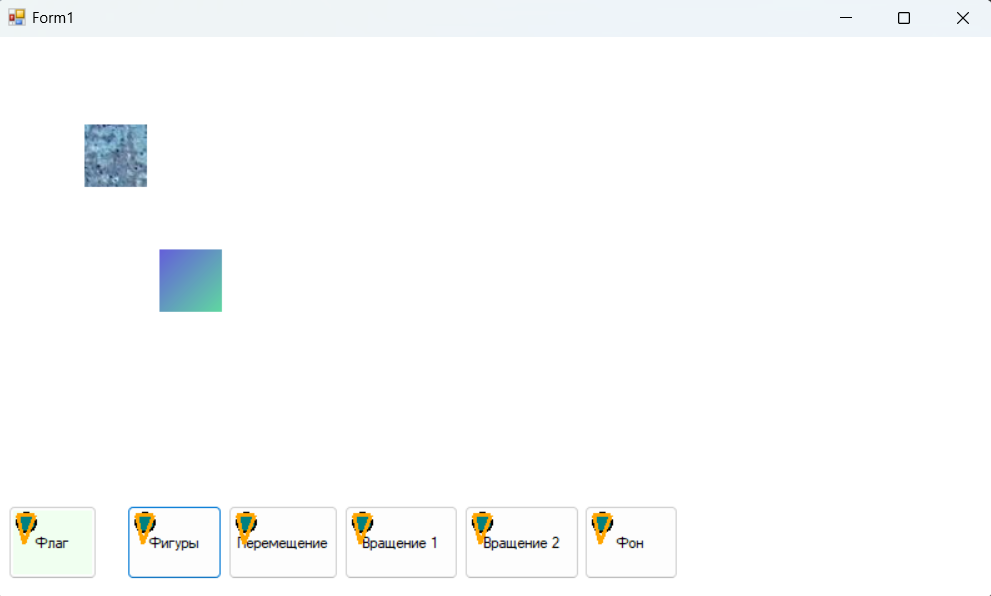 Form1
Флаг
Фигуры
Перемещение
Вращение 1
Вращение 2
Фон